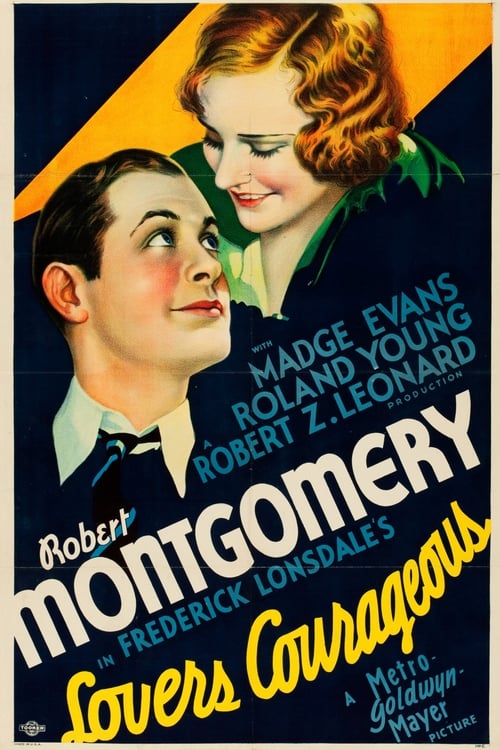 WITH
MADGE EVANS
ROLAND YOUNG
A
ROBERT Z. LEONARD
PRODUCTION
Robert
MONTGOMERY
IN FREDERICK LONSDALE'S
Lovers Courageous
A Metro-
Goldwyn-
Mayer
PICTURE
TOOKER